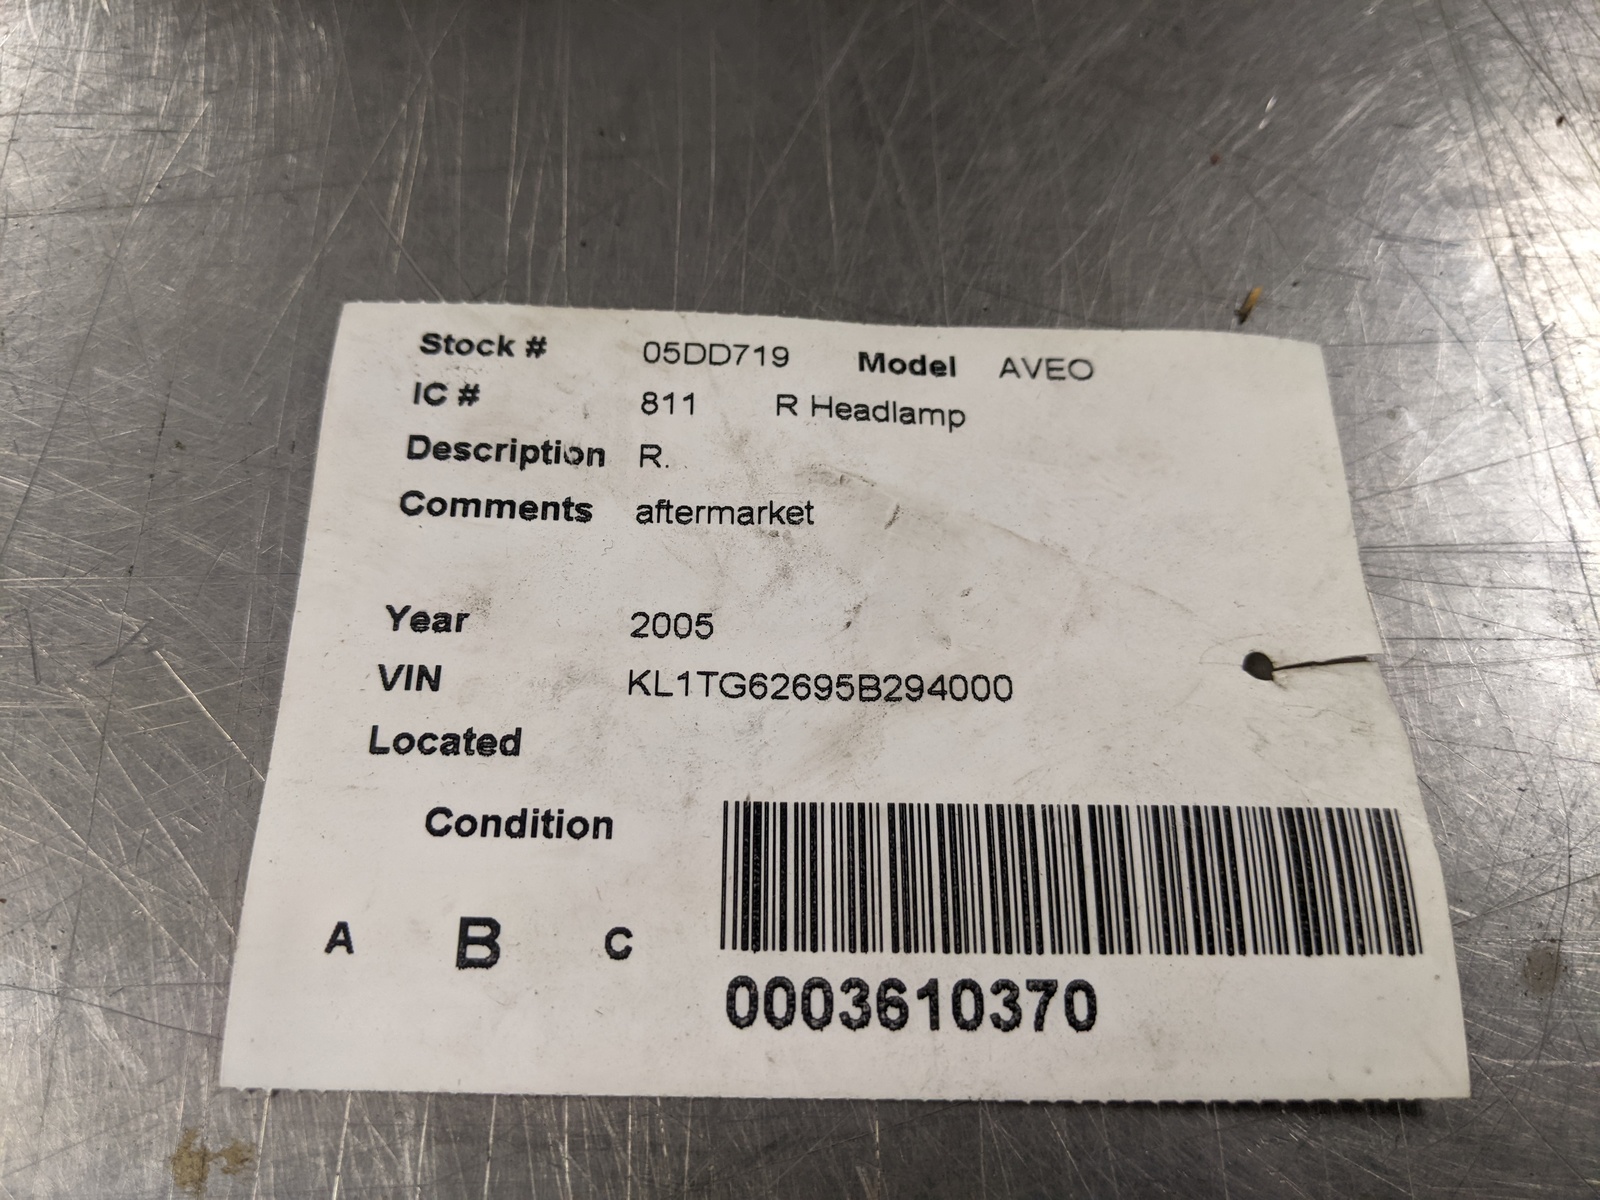 Stock # 05DD719 Model AVEO
IC # 811 R Headlamp
Description R.
Comments aftermarket
Year 2005
VIN KL1TG62695B294000
Located
Condition
A B C
0003610370